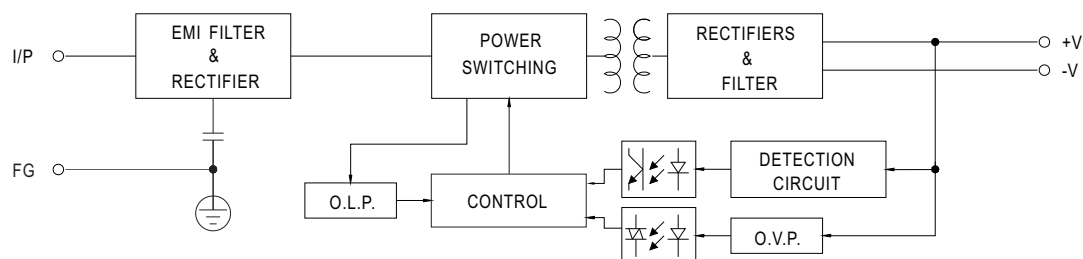 I/P
EMI FILTER
&
RECTIFIER
POWER
SWITCHING
RECTIFIERS
&
FILTER
+V
-V
FG
O.L.P.
CONTROL
DETECTION
CIRCUIT
O.V.P.